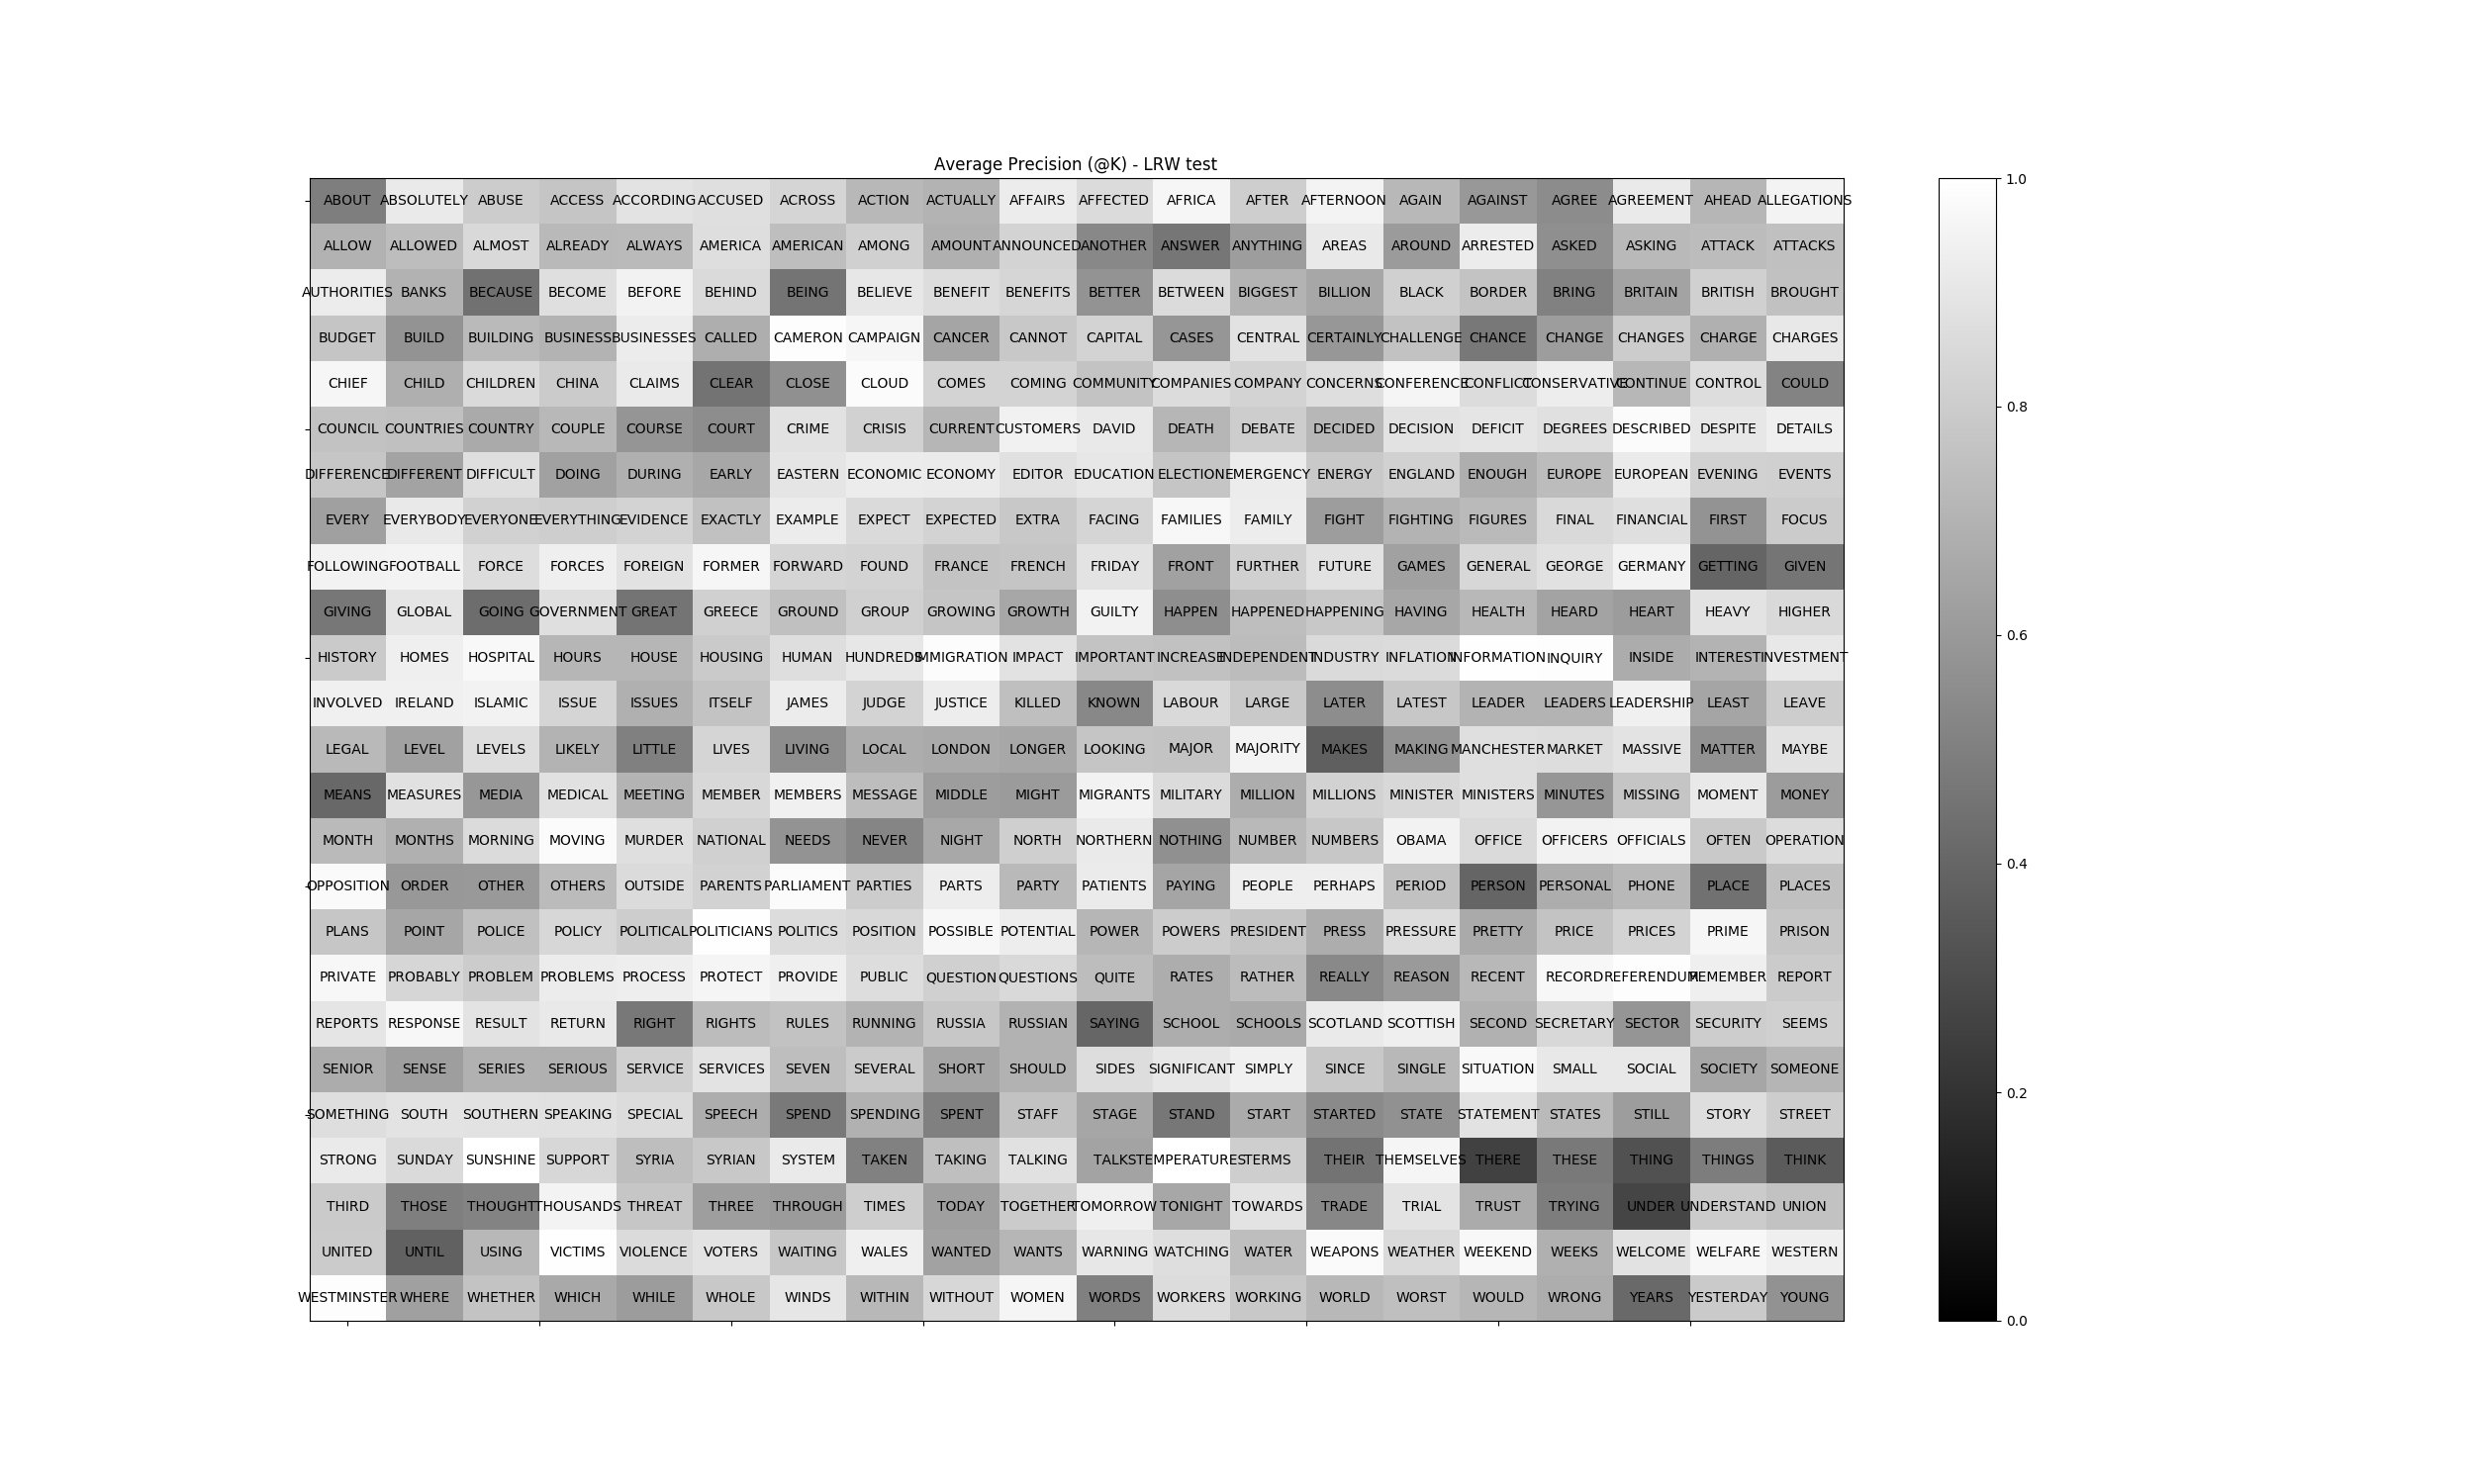 Average Precision (@K) - LRW test
ABOUT ABSOLUTELY ABUSE ACCESS ACCORDING ACCUSED ACROSS ACTION ACTUALLY AFFAIRS AFFECTED AFRICA AFTER AFTERNOON AGAIN AGAINST AGREE AGREEMENT AHEAD ALLEGATIONS
ALLOW ALLOWED ALMOST ALREADY ALWAYS AMERICA AMERICAN AMONG AMOUNT ANNOUNCED ANOTHER ANSWER ANYTHING AREAS AROUND ARRESTED ASKED ASKING ATTACK ATTACKS
AUTHORITIES BANKS BECAUSE BECOME BEFORE BEHIND BEING BELIEVE BENEFIT BENEFITS BETTER BETWEEN BIGGEST BILLION BLACK BORDER BRING BRITAIN BRITISH BROUGHT
BUDGET BUILD BUILDING BUSINESS BUSINESSES CALLED CAMERON CAMPAIGN CANCER CANNOT CAPITAL CASES CENTRAL CERTAINLY CHALLENGE CHANCE CHANGE CHANGES CHARGE CHARGES
CHIEF CHILD CHILDREN CHINA CLAIMS CLEAR CLOSE CLOUD COMES COMING COMMUNITY COMPANIES COMPANY CONCERNS CONFERENCE CONFLICT CONSERVATIVE CONTINUE CONTROL COULD
COUNCIL COUNTRIES COUNTRY COUPLE COURSE COURT CRIME CRISIS CURRENT CUSTOMERS DAVID DEATH DEBATE DECIDED DECISION DEFICIT DEGREES DESCRIBED DESPITE DETAILS
DIFFERENCE DIFFERENT DIFFICULT DOING DURING EARLY EASTERN ECONOMIC ECONOMY EDITOR EDUCATION ELECTION EMERGENCY ENERGY ENGLAND ENOUGH EUROPE EUROPEAN EVENING EVENTS
EVERY EVERYBODY EVERYONE EVERYTHING EVIDENCE EXACTLY EXAMPLE EXPECT EXPECTED EXTRA FACING FAMILIES FAMILY FIGHT FIGHTING FIGURES FINAL FINANCIAL FIRST FOCUS
FOLLOWING FOOTBALL FORCE FORCES FOREIGN FORMER FORWARD FOUND FRANCE FRENCH FRIDAY FRONT FURTHER FUTURE GAMES GENERAL GEORGE GERMANY GETTING GIVEN
GIVING GLOBAL GOING GOVERNMENT GREAT GREECE GROUND GROUP GROWING GROWTH GUILTY HAPPEN HAPPENED HAPPENING HAVING HEALTH HEARD HEART HEAVY HIGHER
HISTORY HOMES HOSPITAL HOURS HOUSE HOUSING HUMAN HUNDREDS IMMIGRATION IMPACT IMPORTANT INCREASE INDEPENDENT INDUSTRY INFLATION INFORMATION INQUIRY INSIDE INTEREST INVESTMENT
INVOLVED IRELAND ISLAMIC ISSUE ISSUES ITSELF JAMES JUDGE JUSTICE KILLED KNOWN LABOUR LARGE LATER LATEST LEADER LEADERS LEADERSHIP LEAST LEAVE
LEGAL LEVEL LEVELS LIKELY LITTLE LIVES LIVING LOCAL LONDON LONGER LOOKING MAJOR MAJORITY MAKES MAKING MANCHESTER MARKET MASSIVE MATTER MAYBE
MEANS MEASURES MEDIA MEDICAL MEETING MEMBER MEMBERS MESSAGE MIDDLE MIGHT MIGRANTS MILITARY MILLION MILLIONS MINISTER MINISTERS MINUTES MISSING MOMENT MONEY
MONTH MONTHS MORNING MOVING MURDER NATIONAL NEEDS NEVER NIGHT NORTH NORTHERN NOTHING NUMBER NUMBERS OBAMA OFFICE OFFICERS OFFICIALS OFTEN OPERATION
OPPOSITION ORDER OTHER OTHERS OUTSIDE PARENTS PARLIAMENT PARTIES PARTS PARTY PATIENTS PAYING PEOPLE PERHAPS PERIOD PERSON PERSONAL PHONE PLACE PLACES
PLANS POINT POLICE POLICY POLITICAL POLITICIANS POLITICS POSITION POSSIBLE POTENTIAL POWER POWERS PRESIDENT PRESS PRESSURE PRETTY PRICE PRICES PRIME PRISON
PRIVATE PROBABLY PROBLEM PROBLEMS PROCESS PROTECT PROVIDE PUBLIC QUESTION QUESTIONS QUITE RATES RATHER REALLY REASON RECENT RECORD REFERENDUM REMEMBER REPORT
REPORTS RESPONSE RESULT RETURN RIGHT RIGHTS RULES RUNNING RUSSIA RUSSIAN SAYING SCHOOL SCHOOLS SCOTLAND SCOTTISH SECOND SECRETARY SECTOR SECURITY SEEMS
SENIOR SENSE SERIES SERIOUS SERVICE SERVICES SEVEN SEVERAL SHORT SHOULD SIDES SIGNIFICANT SIMPLY SINCE SINGLE SITUATION SMALL SOCIAL SOCIETY SOMEONE
SOMETHING SOUTH SOUTHERN SPEAKING SPECIAL SPEECH SPEND SPENDING SPENT STAFF STAGE STAND START STARTED STATE STATEMENT STATES STILL STORY STREET
STRONG SUNDAY SUNSHINE SUPPORT SYRIA SYRIAN SYSTEM TAKEN TAKING TALKING TALKS TEMPERATURES TERMS THEIR THEMSELVES THERE THESE THING THINGS THINK
THIRD THOSE THOUGHT THOUSANDS THREAT THREE THROUGH TIMES TODAY TOGETHER TOMORROW TONIGHT TOWARDS TRADE TRIAL TRUST TRYING UNDER UNDERSTAND UNION
UNITED UNTIL USING VICTIMS VIOLENCE VOTERS WAITING WALES WANTED WANTS WARNING WATCHING WATER WEAPONS WEATHER WEEKEND WEEKS WELCOME WELFARE WESTERN
WESTMINSTER WHERE WHETHER WHICH WHILE WHOLE WINDS WITHIN WITHOUT WOMEN WORDS WORKERS WORKING WORLD WORST WOULD WRONG YEARS YESTERDAY YOUNG
1.0
0.8
0.6
0.4
0.2
0.0